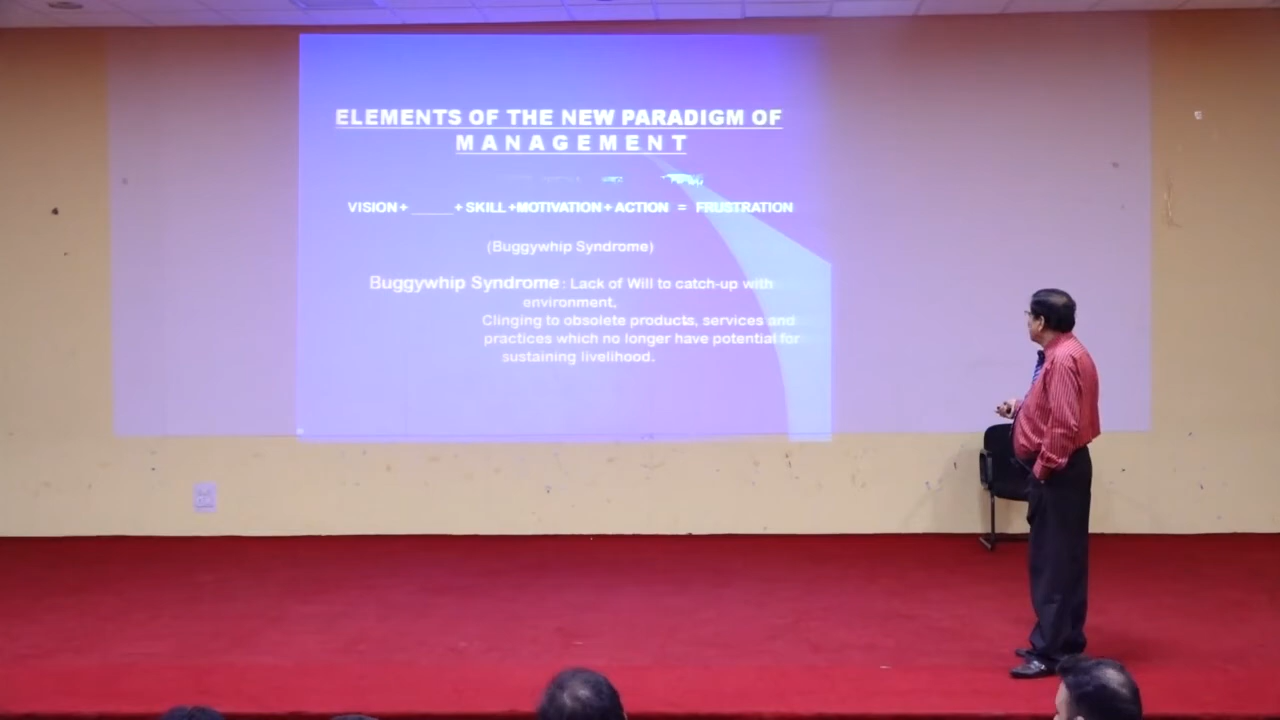 ELEMENTS OF THE NEW PARADIGM OF
MANAGEMENT
VISION + _____ + SKILL + MOTIVATION + ACTION = FRUSTRATION
(Buggywhip Syndrome)
Buggywhip Syndrome : Lack of Will to catch-up with
environment,
Clinging to obsolete products, services and
practices which no longer have potential for
sustaining livelihood.